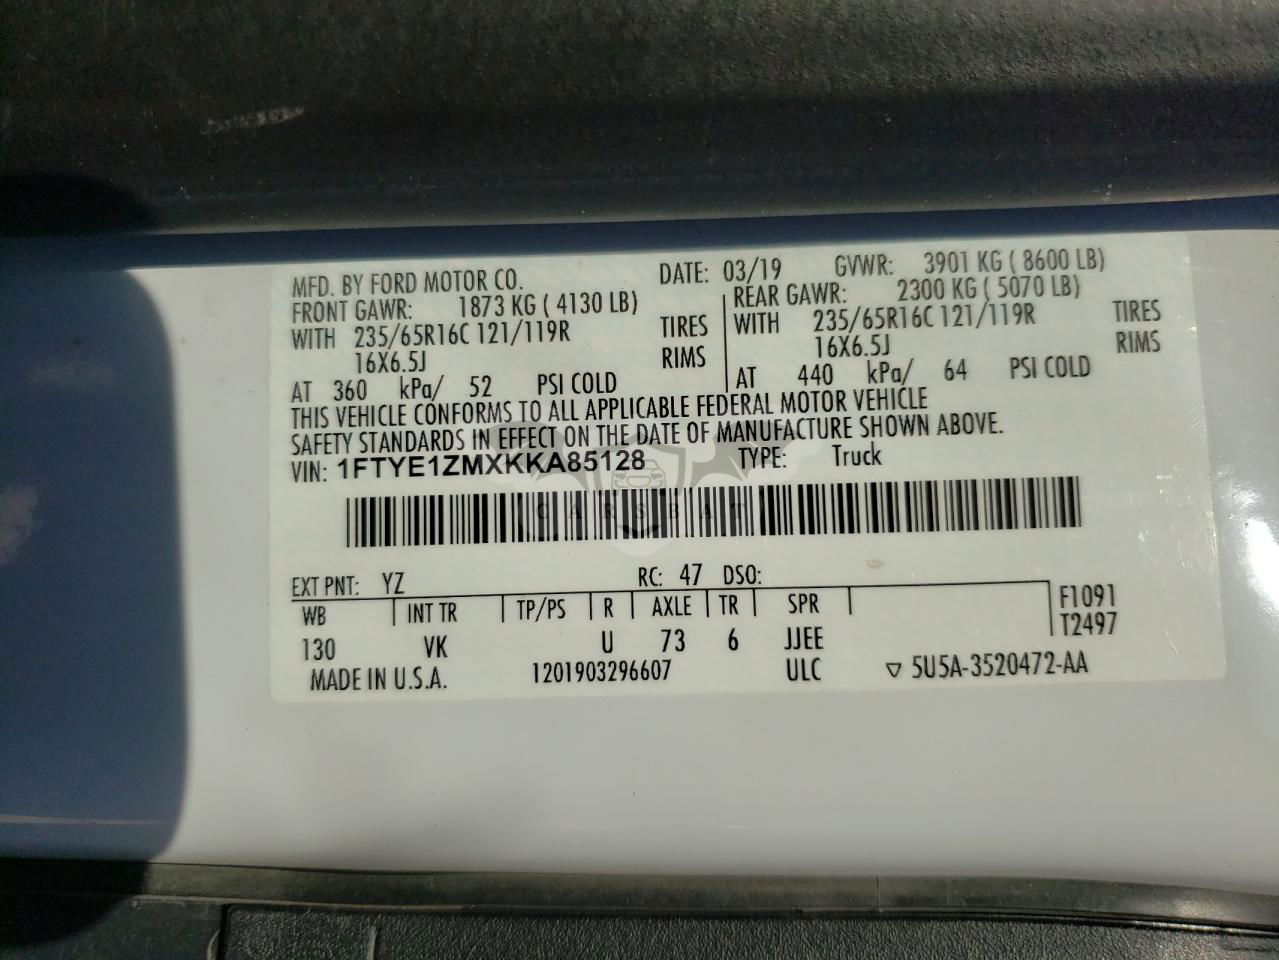 MFD. BY FORD MOTOR CO. DATE: 03/19 GVWR: 3901 KG ( 8600 LB)
FRONT GAWR: 1873 KG ( 4130 LB) REAR GAWR: 2300 KG ( 5070 LB)
WITH 235/65R16C 121/119R TIRES WITH 235/65R16C 121/119R TIRES
16X6.5J RIMS 16X6.5J RIMS
AT 360 kPa/ 52 PSI COLD AT 440 kPa/ 64 PSI COLD
THIS VEHICLE CONFORMS TO ALL APPLICABLE FEDERAL MOTOR VEHICLE
SAFETY STANDARDS IN EFFECT ON THE DATE OF MANUFACTURE SHOWN ABOVE.
VIN: 1FTYE1ZMXKKA85128 TYPE: Truck
CARSBAT
EXT PNT: YZ RC: 47 DSO:
WB INT TR TP/PS R AXLE TR SPR F1091
T2497
130 VK U 73 6 JJEE
MADE IN U.S.A. 1201903296607 ULC ▽ 5U5A-3520472-AA